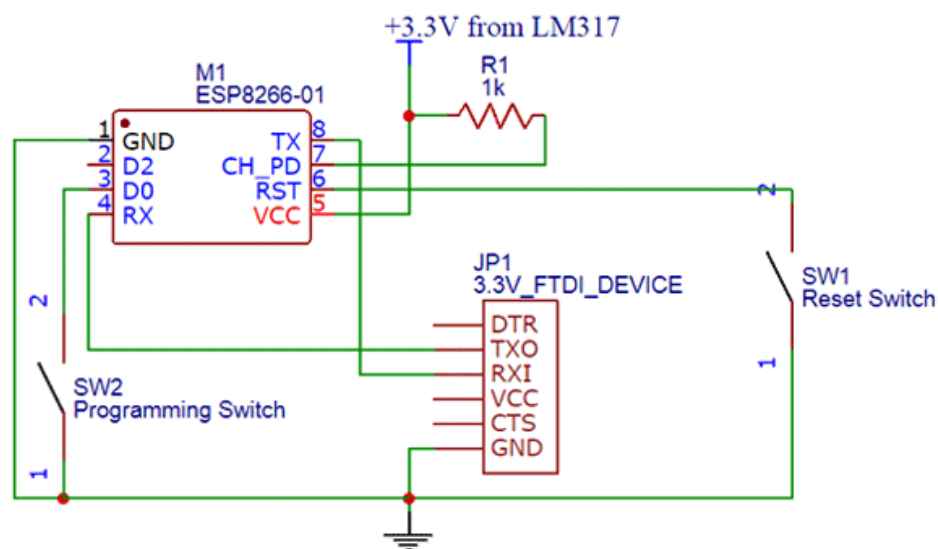 +3.3V from LM317
R1
1k
M1
ESP8266-01
1 GND
2 D2
3 D0
4 RX
TX 8
CH_PD 7
RST 6
VCC 5
2
SW1
Reset Switch
1
JP1
3.3V_FTDI_DEVICE
DTR
TXO
RXI
VCC
CTS
GND
2
SW2
Programming Switch
1